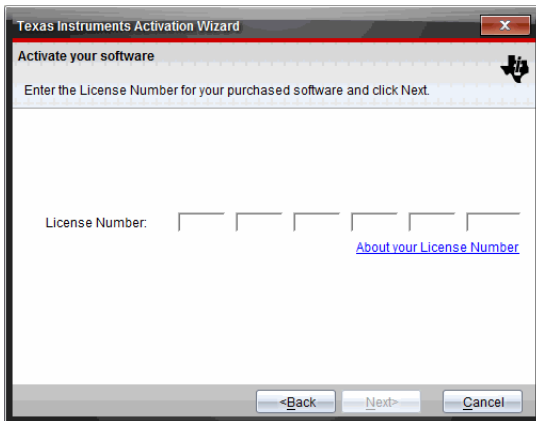 Texas Instruments Activation Wizard
x
Activate your software
Enter the License Number for your purchased software and click Next.
License Number:
About your License Number
<Back
Next>
Cancel